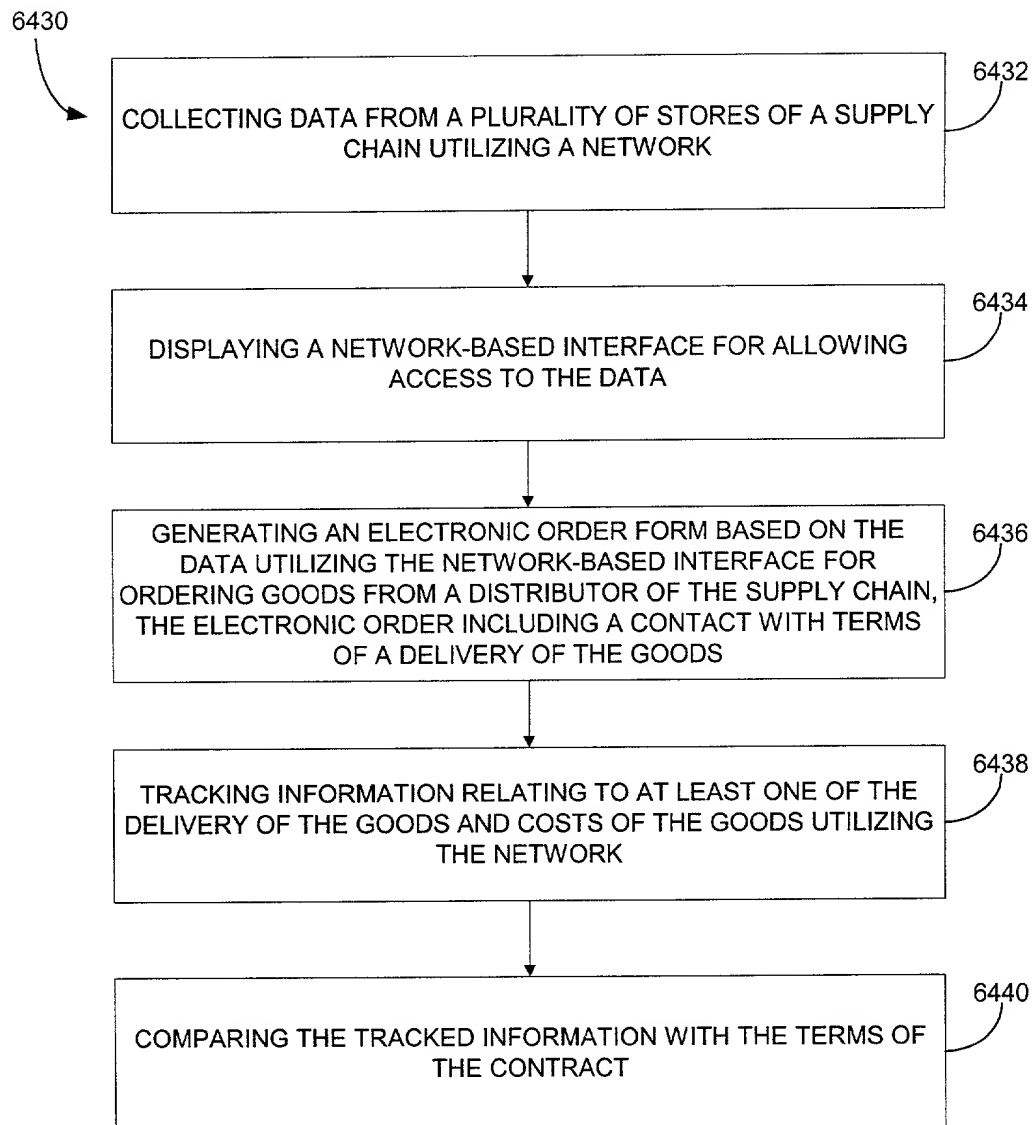 6430
6432
COLLECTING DATA FROM A PLURALITY OF STORES OF A SUPPLY
CHAIN UTILIZING A NETWORK
6434
DISPLAYING A NETWORK-BASED INTERFACE FOR ALLOWING
ACCESS TO THE DATA
GENERATING AN ELECTRONIC ORDER FORM BASED ON THE
DATA UTILIZING THE NETWORK-BASED INTERFACE FOR
ORDERING GOODS FROM A DISTRIBUTOR OF THE SUPPLY CHAIN,
THE ELECTRONIC ORDER INCLUDING A CONTACT WITH TERMS
OF A DELIVERY OF THE GOODS
6436
6438
TRACKING INFORMATION RELATING TO AT LEAST ONE OF THE
DELIVERY OF THE GOODS AND COSTS OF THE GOODS UTILIZING
THE NETWORK
6440
COMPARING THE TRACKED INFORMATION WITH THE TERMS OF
THE CONTRACT